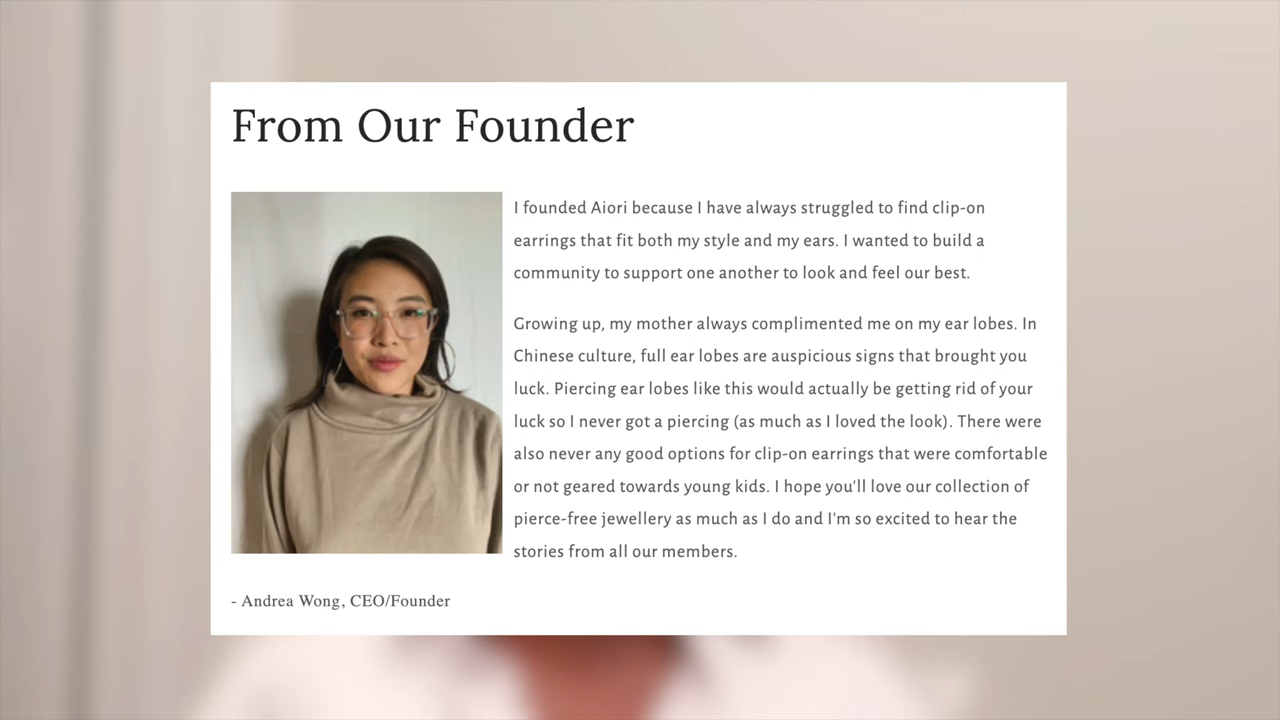 From Our Founder
I founded Aiori because I have always struggled to find clip-on
earrings that fit both my style and my ears. I wanted to build a
community to support one another to look and feel our best.
Growing up, my mother always complimented me on my ear lobes. In
Chinese culture, full ear lobes are auspicious signs that brought you
luck. Piercing ear lobes like this would actually be getting rid of your
luck so I never got a piercing (as much as I loved the look). There were
also never any good options for clip-on earrings that were comfortable
or not geared towards young kids. I hope you'll love our collection of
pierce-free jewellery as much as I do and I'm so excited to hear the
stories from all our members.
- Andrea Wong, CEO/Founder